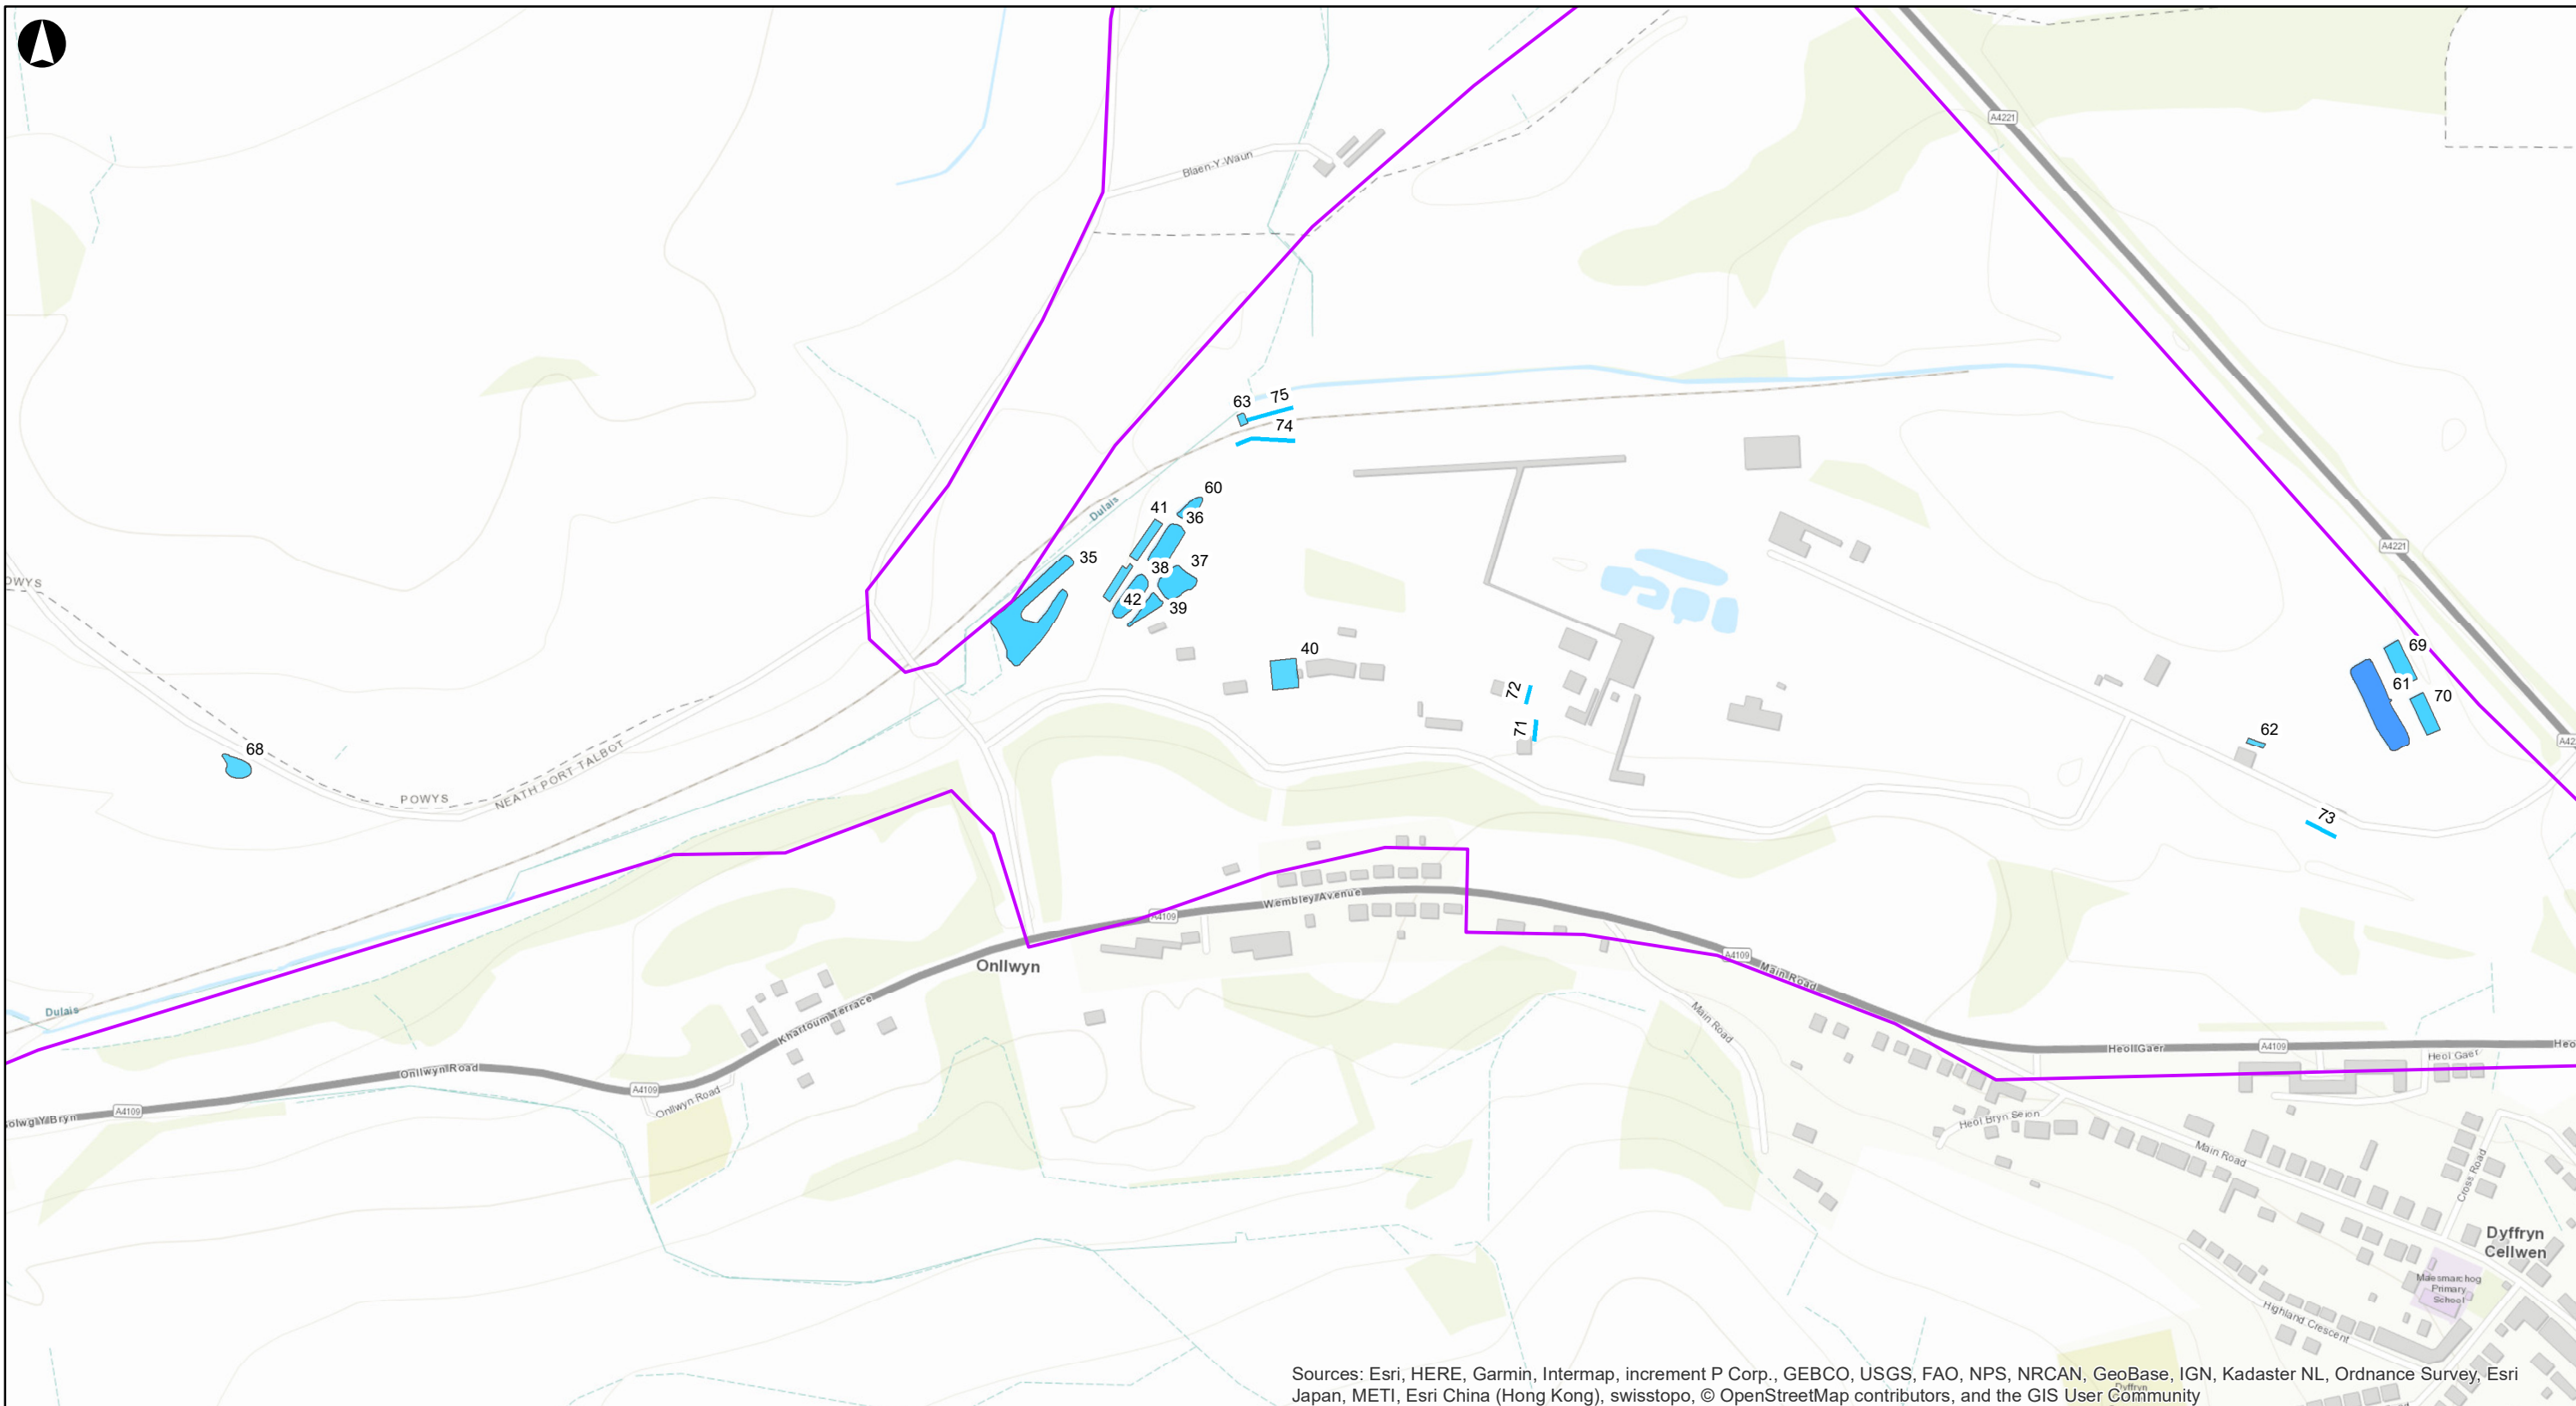 A4221
Blaen-Y-Waun
63
75
74
60
41
36
Dulais
35
38
37
42
39
A4221
40
69
72
61
70
71
62
68
POWYS
NEATH PORT TALBOT
73
A4109
Wembley Avenue
Onllwyn
A4109
Main Road
Khartoum Terrace
Dulais
Main Road
Heol Gaer
A4109
Heol Gaer
Onllwyn Road
A4109
Onllwyn Road
A4109
Heol Bryn Seion
Main Road
Cross Road
Dyffryn
Cellwen
Maesmarchog
Primary
School
Highland Crescent
Dyffryn
Sources: Esri, HERE, Garmin, Intermap, increment P Corp., GEBCO, USGS, FAO, NPS, NRCAN, GeoBase, IGN, Kadaster NL, Ordnance Survey, Esri
Japan, METI, Esri China (Hong Kong), swisstopo, © OpenStreetMap contributors, and the GIS User Community